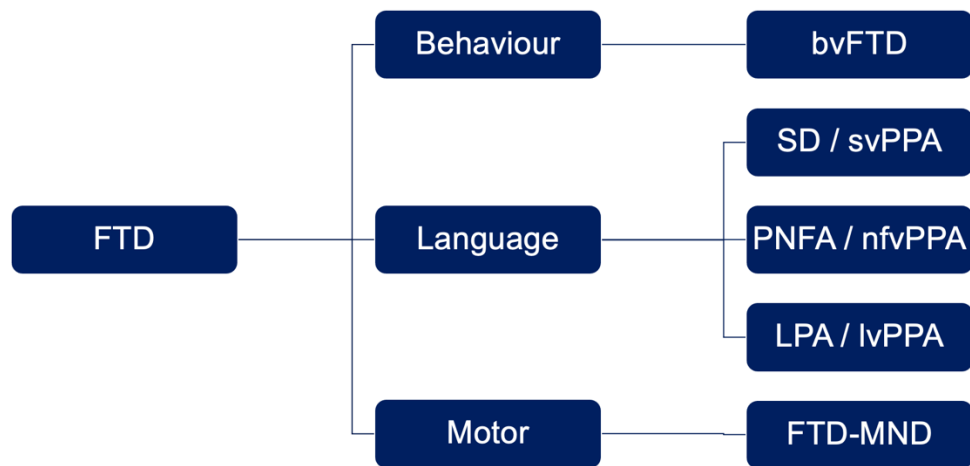 Behaviour
bvFTD
SD / svPPA
FTD
Language
PNFA / nfvPPA
LPA / lvPPA
Motor
FTD-MND